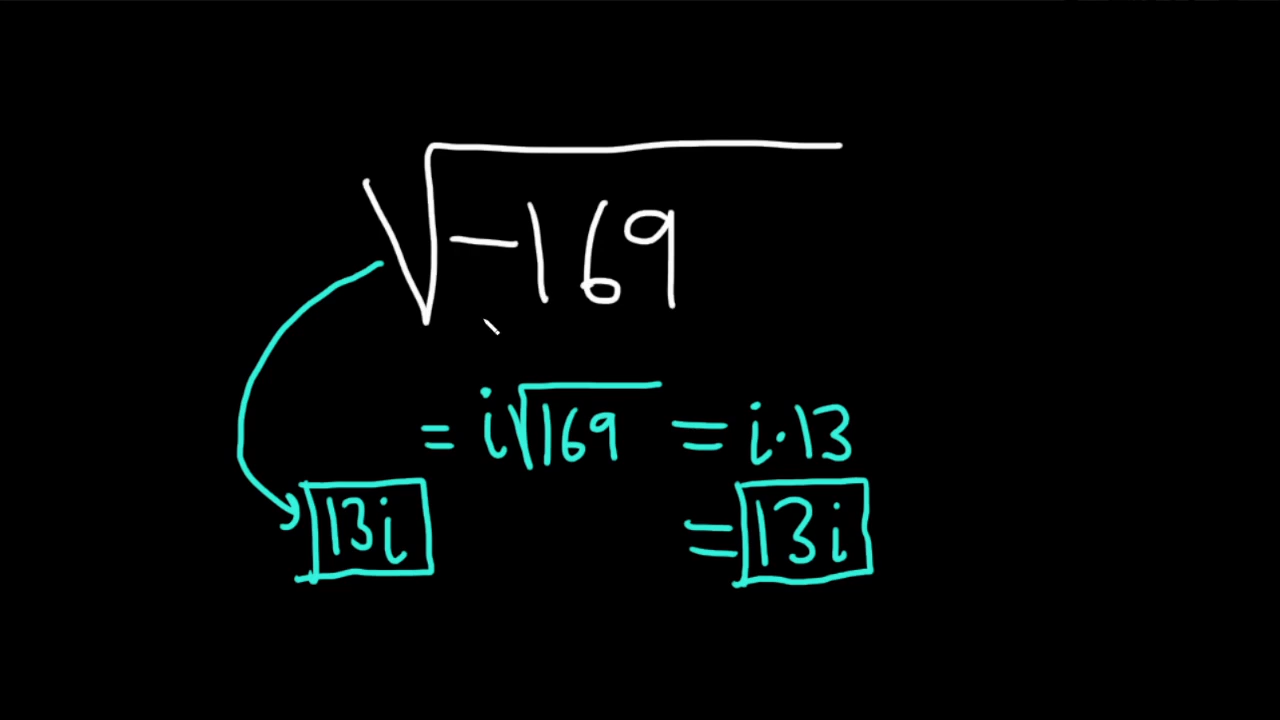 √-169
= i√169 = i·13
13i = 13i